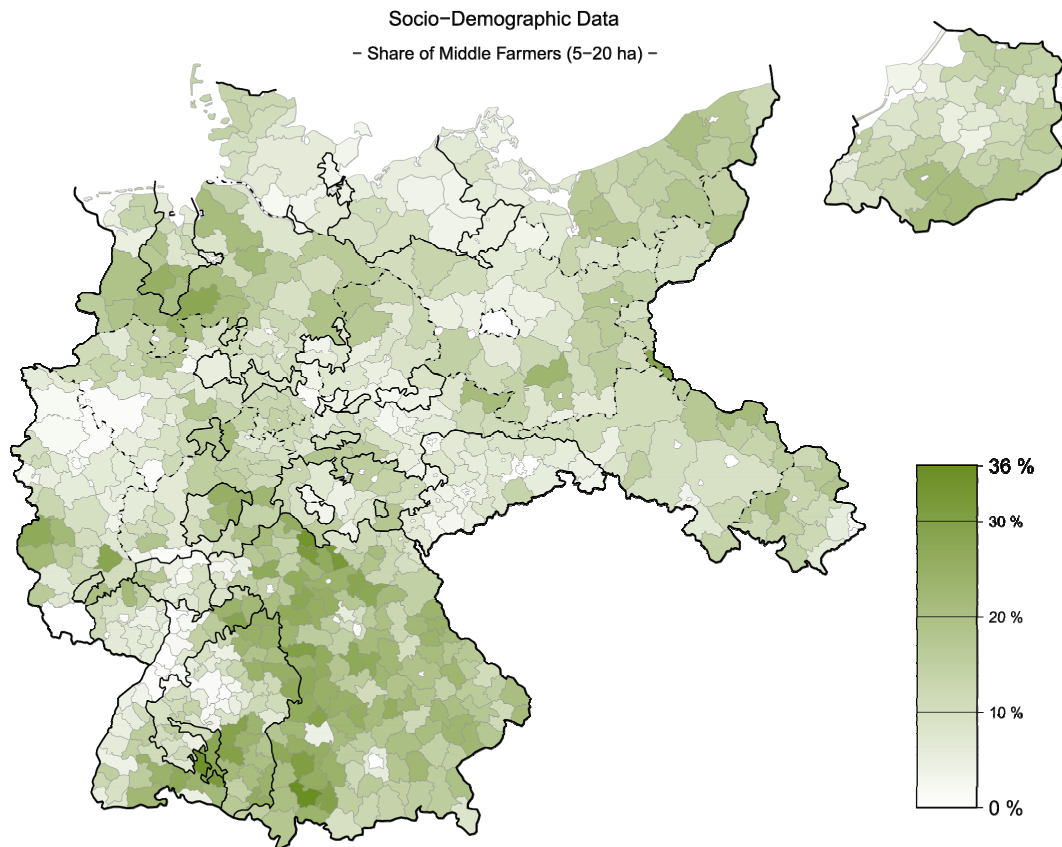 Socio−Demographic Data
− Share of Middle Farmers (5−20 ha) −
36 %
30 %
20 %
10 %
0 %